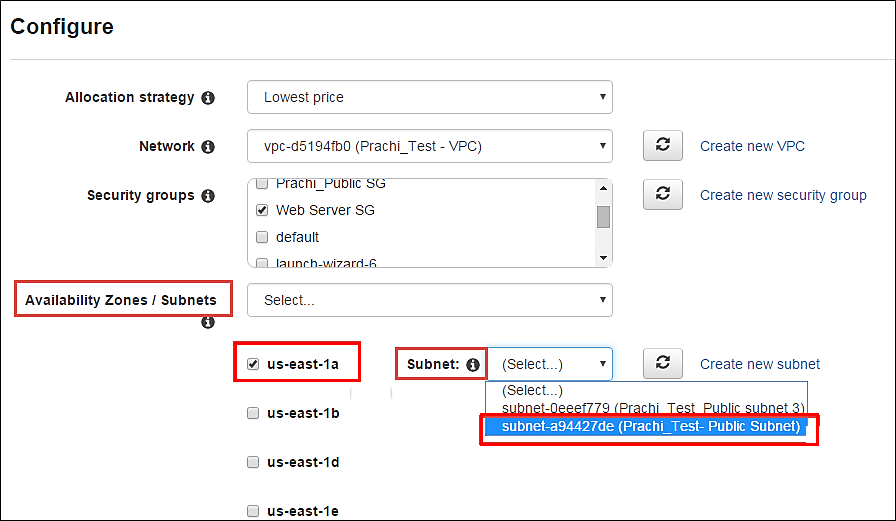 Configure
Allocation strategy
Lowest price
Network
vpc-d5194fb0 (Prachi_Test - VPC)
Create new VPC
Security groups
Prachi_Public SG
Web Server SG
default
launch-wizard-6
Create new security group
Availability Zones / Subnets
Select...
us-east-1a
Subnet:
(Select...)
Create new subnet
(Select...)
subnet-0eeef779 (Prachi_Test_Public subnet 3)
subnet-a94427de (Prachi_Test- Public Subnet)
us-east-1b
us-east-1d
us-east-1e